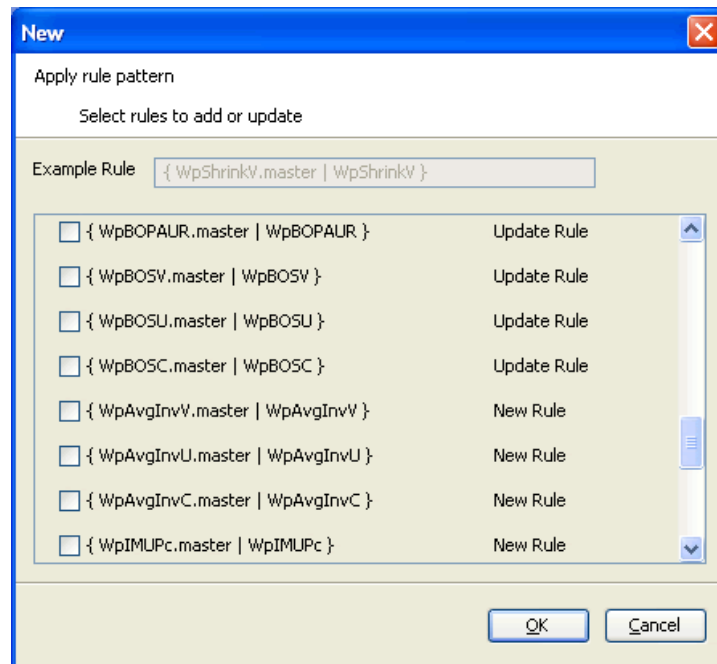 New
Apply rule pattern
Select rules to add or update
Example Rule { WpShrinkV.master | WpShrinkV }
{ WpBOPAUR.master | WpBOPAUR } Update Rule
{ WpBOSV.master | WpBOSV } Update Rule
{ WpBOSU.master | WpBOSU } Update Rule
{ WpBOSC.master | WpBOSC } Update Rule
{ WpAvgInvV.master | WpAvgInvV } New Rule
{ WpAvgInvU.master | WpAvgInvU } New Rule
{ WpAvgInvC.master | WpAvgInvC } New Rule
{ WpIMUPc.master | WpIMUPc } New Rule
OK Cancel